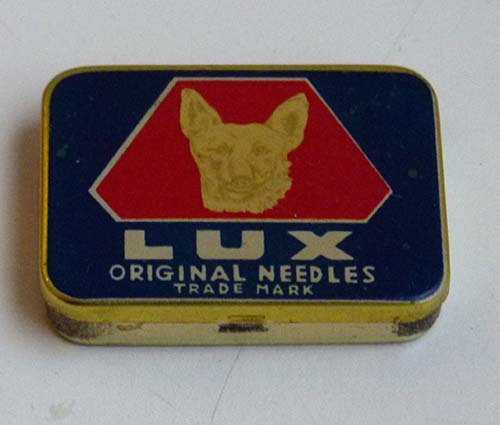 LUX
ORIGINAL NEEDLES
TRADE MARK